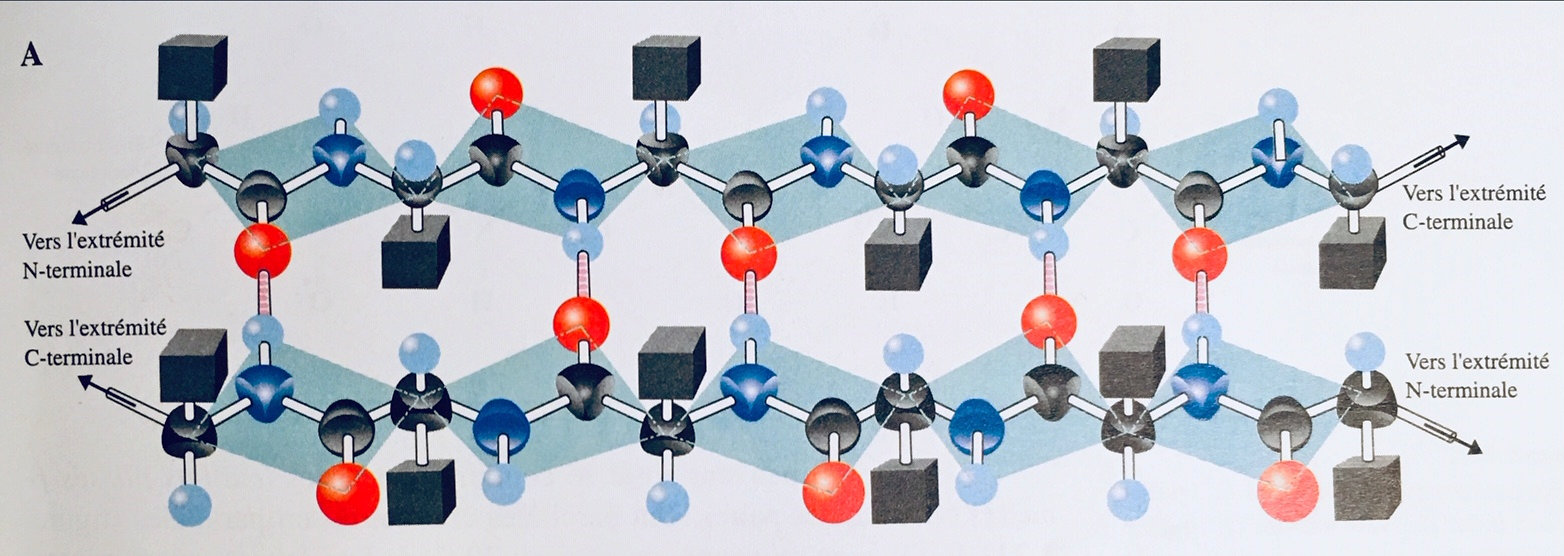 A
Vers l'extrémité
N-terminale
Vers l'extrémité
C-terminale
Vers l'extrémité
C-terminale
Vers l'extrémité
N-terminale